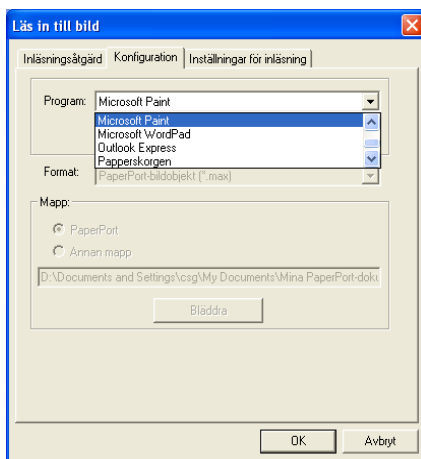 Läs in till bild
Inläsningsåtgärd Konfiguration Inställningar för inläsning
Program: Microsoft Paint
Microsoft Paint
Microsoft WordPad
Outlook Express
Papperskorgen
Format: PaperPort-bildobjekt (*.max)
Mapp:
PaperPort
Annan mapp
D:\Documents and Settings\csg\My Documents\Mina PaperPort-doku
Bläddra
OK Avbryt